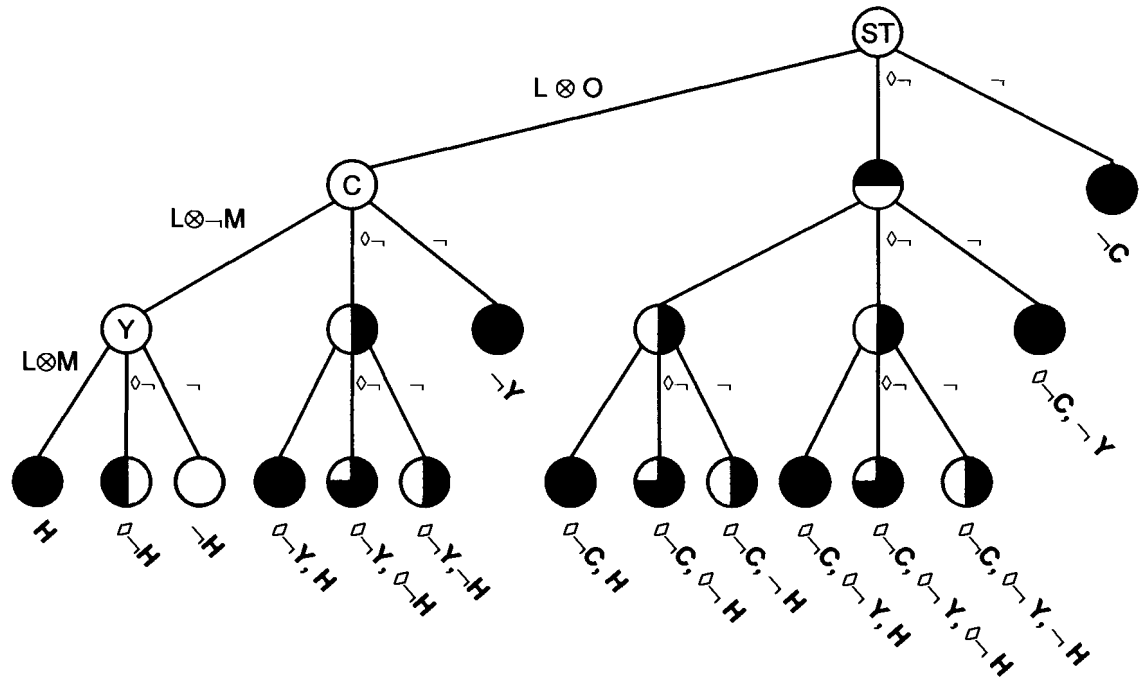 ST
L ⊗ O
◊¬
¬
C
¬C
L⊗¬M
◊¬
¬
◊¬
¬
Y
L⊗M
◊¬
¬
◊¬
¬
¬Y
◊¬
¬
◊¬
¬
◊¬C, ¬Y
H
◊¬H
¬H
◊¬Y, H
◊¬Y, ◊¬H
◊¬Y, ¬H
◊¬C, H
◊¬C, ◊¬H
◊¬C, ¬H
◊¬C, ◊¬Y, H
◊¬C, ◊¬Y, ◊¬H
◊¬C, ◊¬Y, ¬H